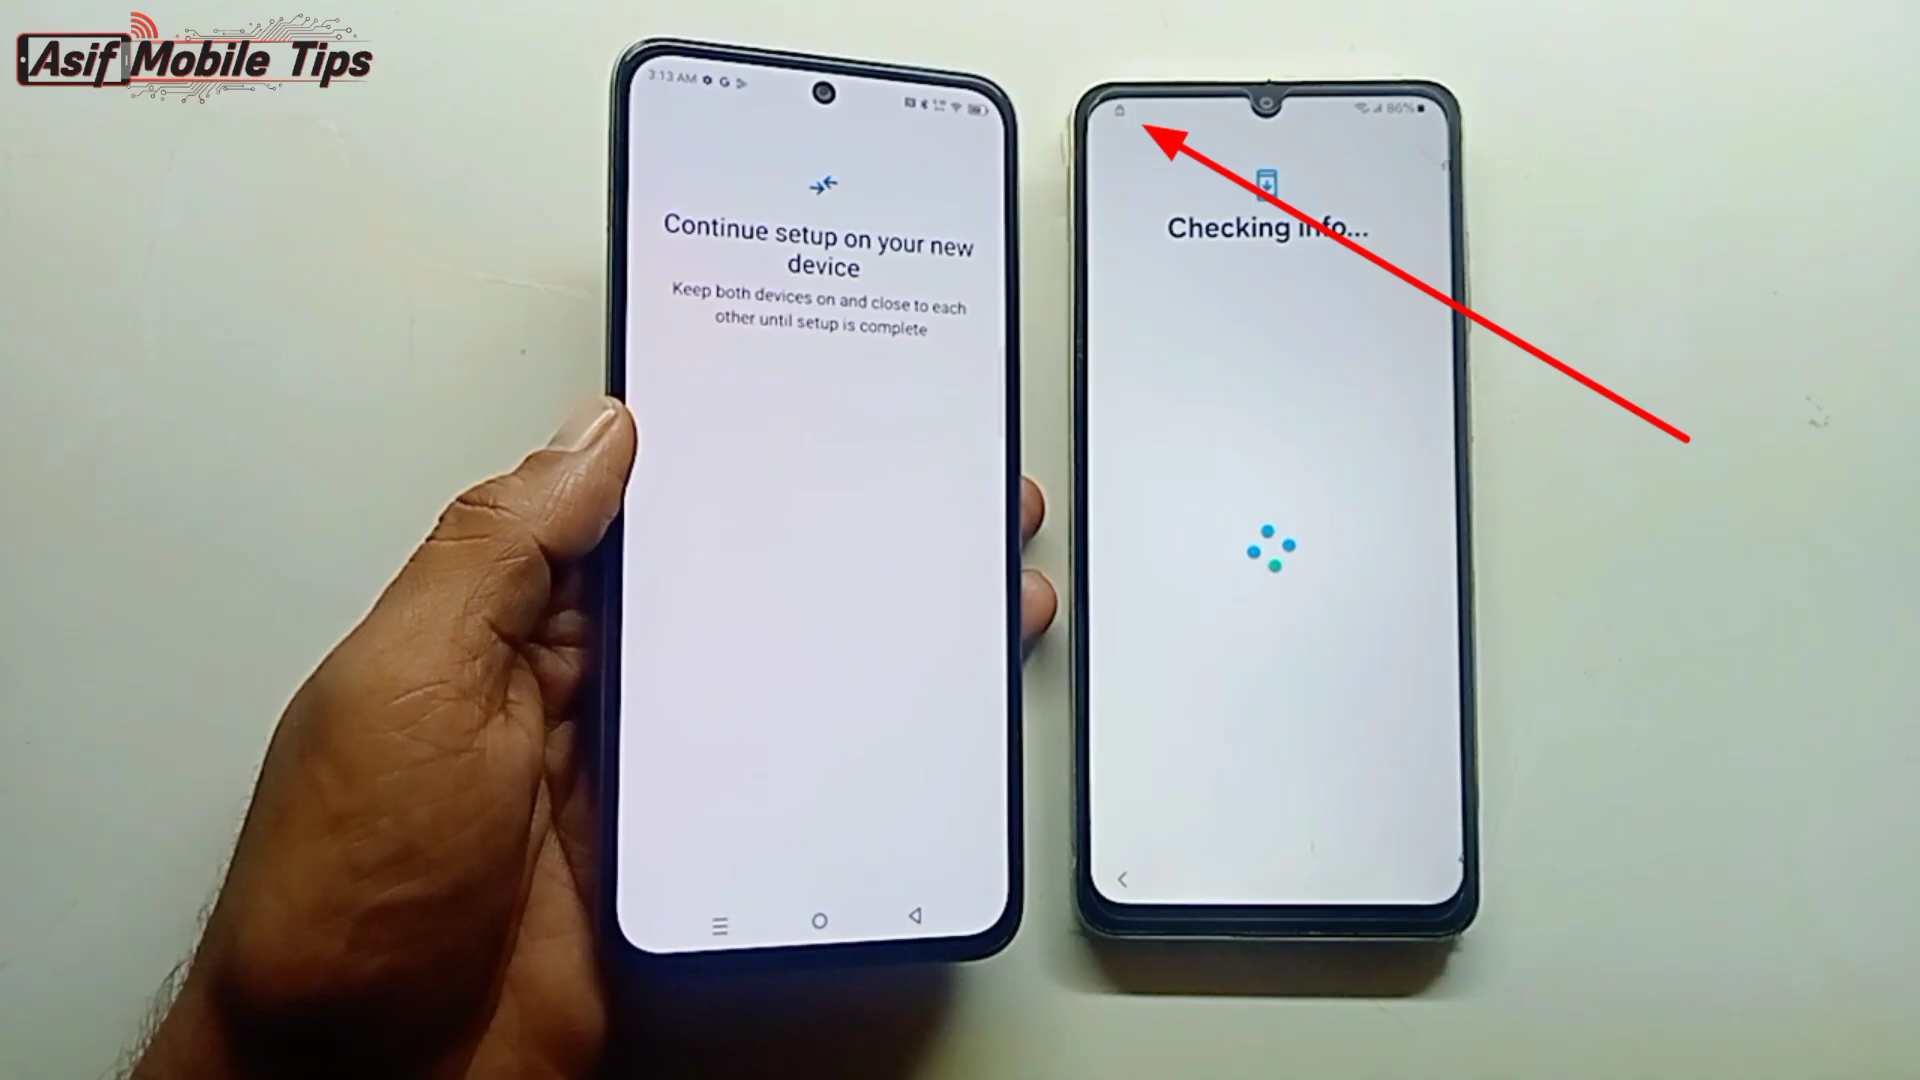 Asif Mobile Tips
3:13 AM G
Continue setup on your new
device
Keep both devices on and close to each
other until setup is complete
86%
Checking info...